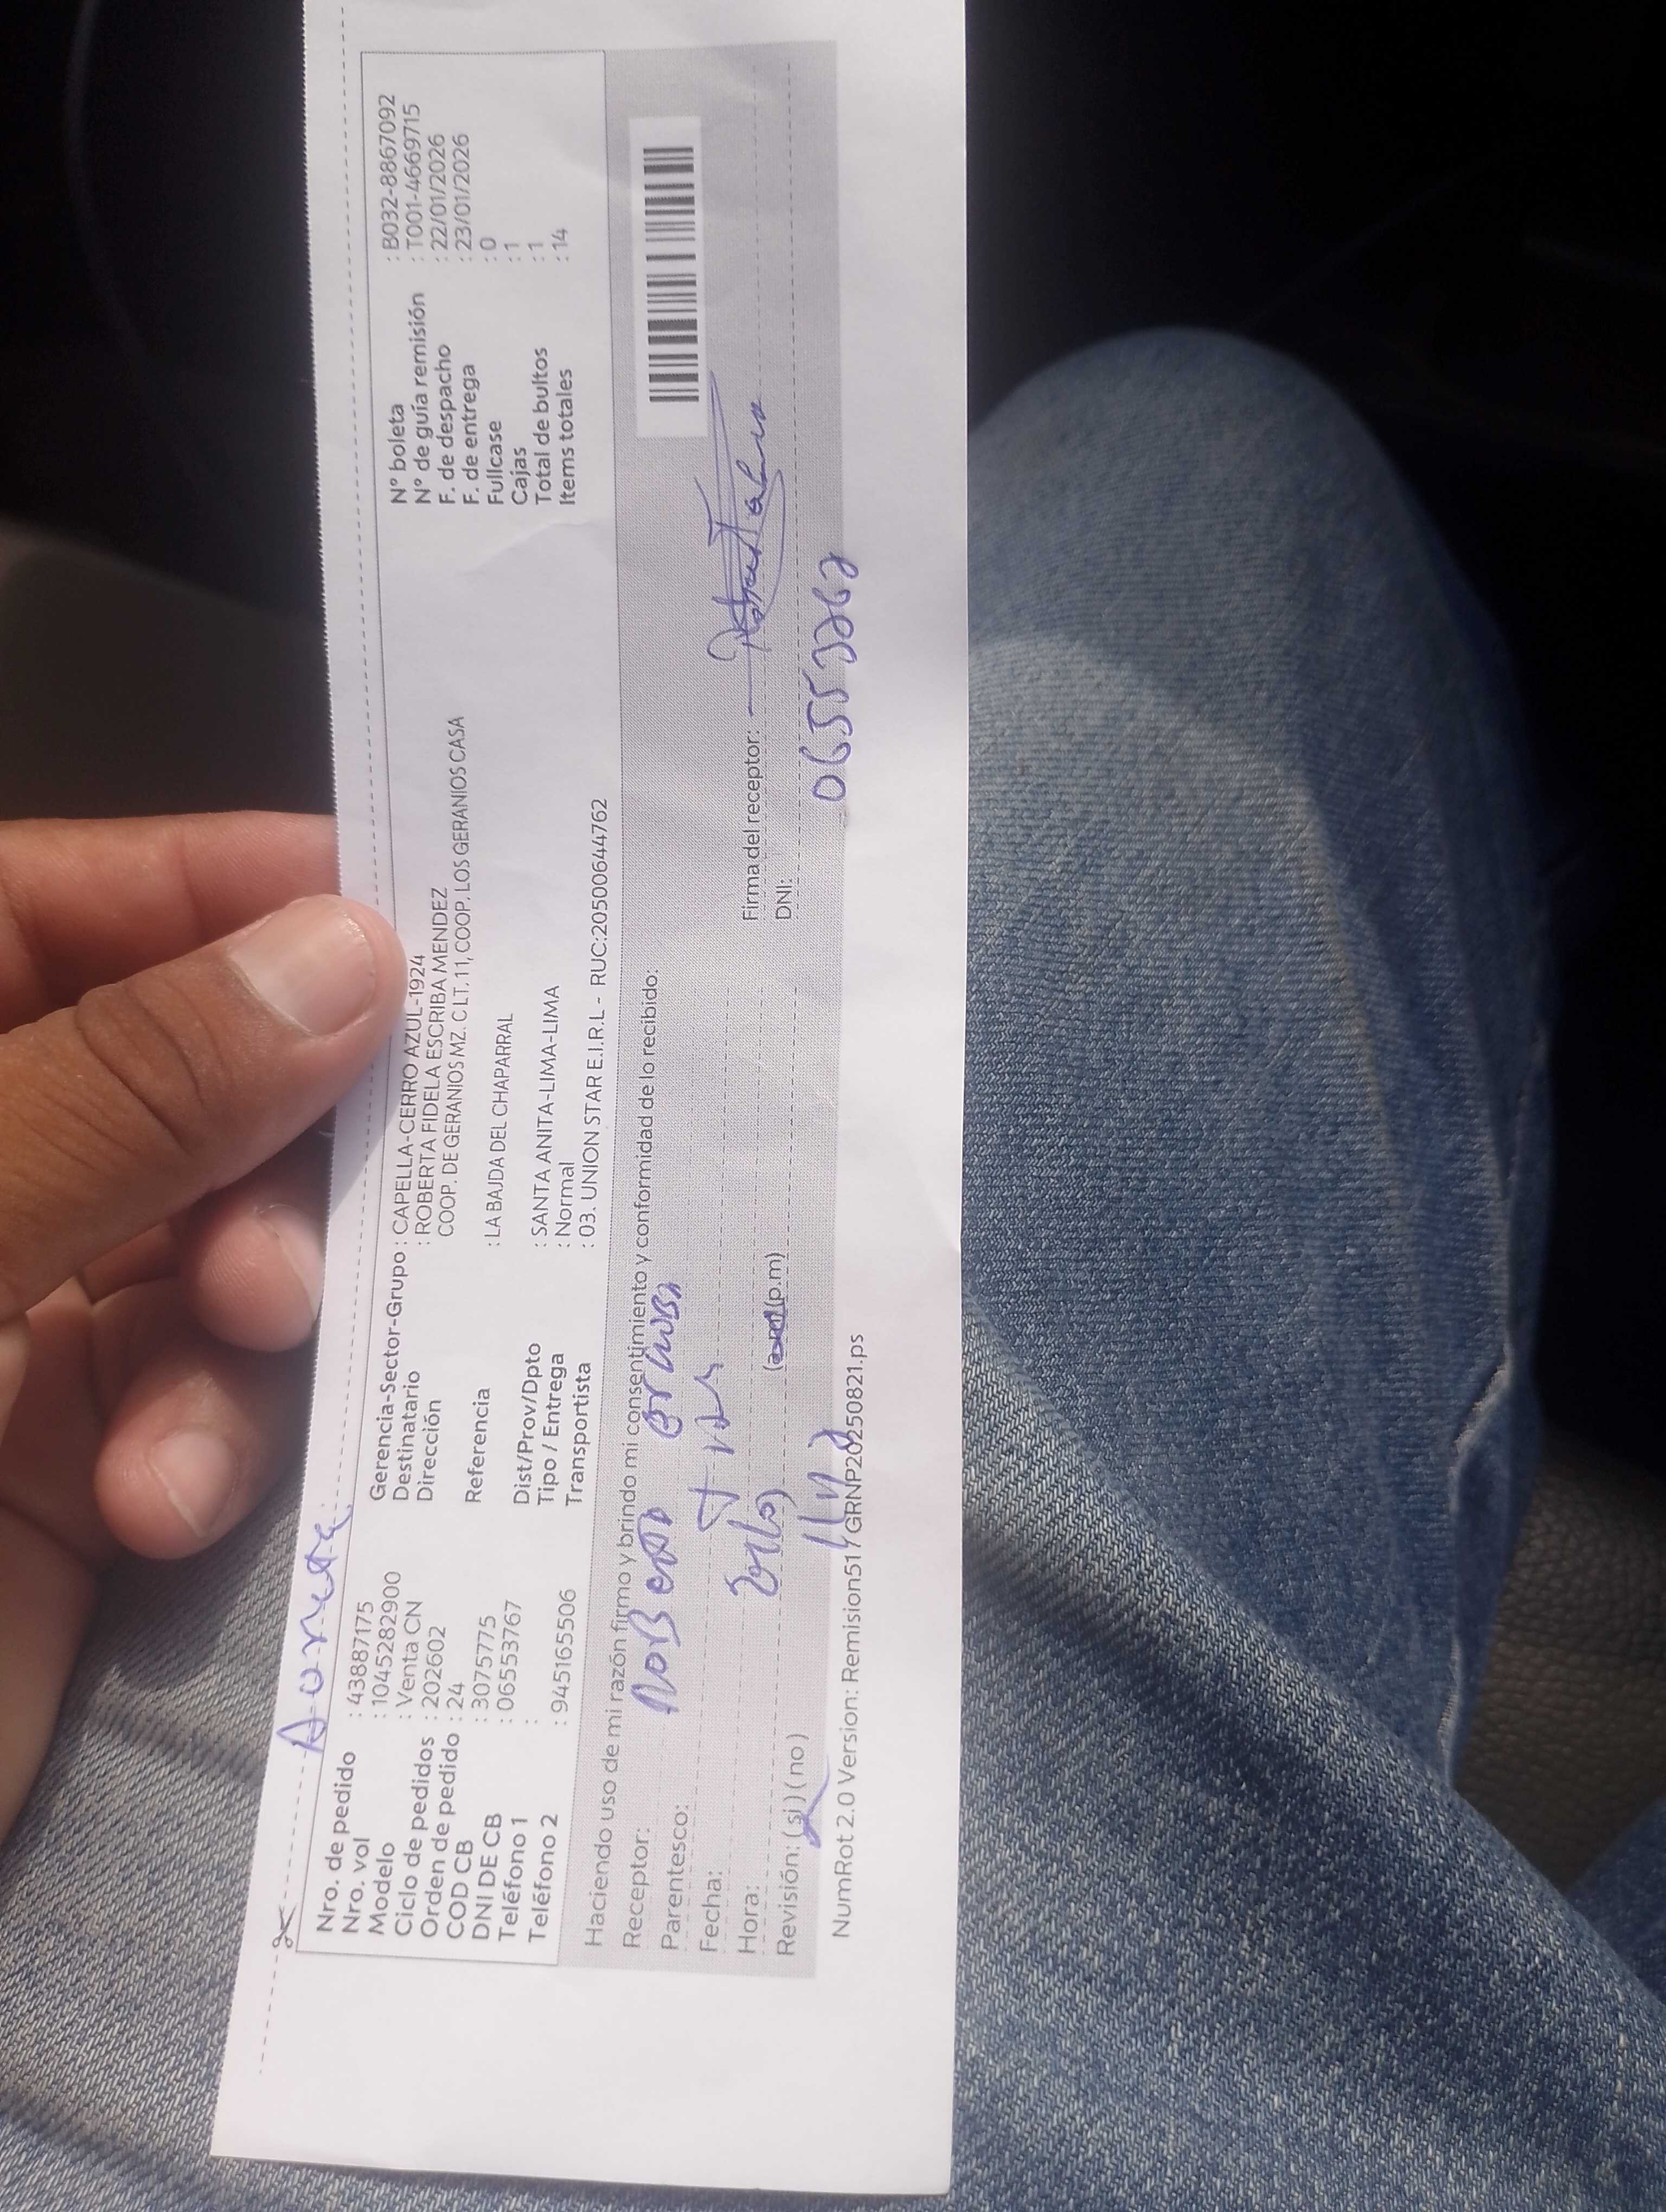 Nro. de pedido : 43887175
Nro. vol : 1045282900
Modelo : Venta CN
Ciclo de pedidos : 202602
Orden de pedido : 24
COD CB : 3075775
DNI DE CB : 06553767
Teléfono 1 :
Teléfono 2 : 945165506
Gerencia-Sector-Grupo : CAPELLA-CERRO AZUL-1924
Destinatario : ROBERTA FIDELA ESCRIBA MENDEZ
Dirección COOP. DE GERANIOS MZ. C LT. 11, COOP. LOS GERANIOS CASA
Referencia : LA BAJDA DEL CHAPARRAL
Dist/Prov/Dpto : SANTA ANITA-LIMA-LIMA
Tipo / Entrega : Normal
Transportista : 03. UNION STAR E.I.R.L - RUC:20500644762
N° boleta : B032-8867092
N° de guía remisión : T001-4669715
F. de despacho : 22/01/2026
F. de entrega : 23/01/2026
Fullcase : 0
Cajas : 1
Total de bultos : 1
Items totales : 14
Haciendo uso de mi razón firmo y brindo mi consentimiento y conformidad de lo recibido:
Receptor:
Parentesco:
Fecha:
Hora: (p.m)
Revisión: ( si ) ( no )
Firma del receptor:
DNI:
NumRot 2.0 Version: Remision517GRNP20250821.ps